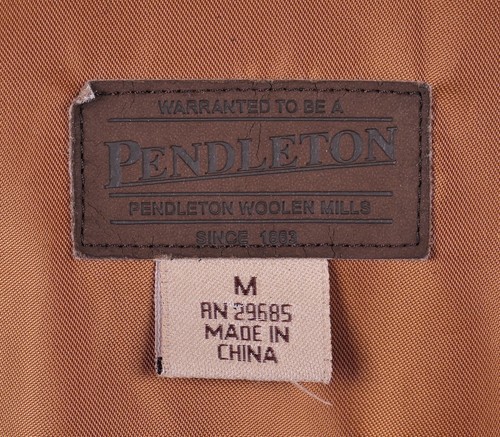 WARRANTED TO BE A
PENDLETON
PENDLETON WOOLEN MILLS
SINCE 1863
M
RN 29685
MADE IN
CHINA